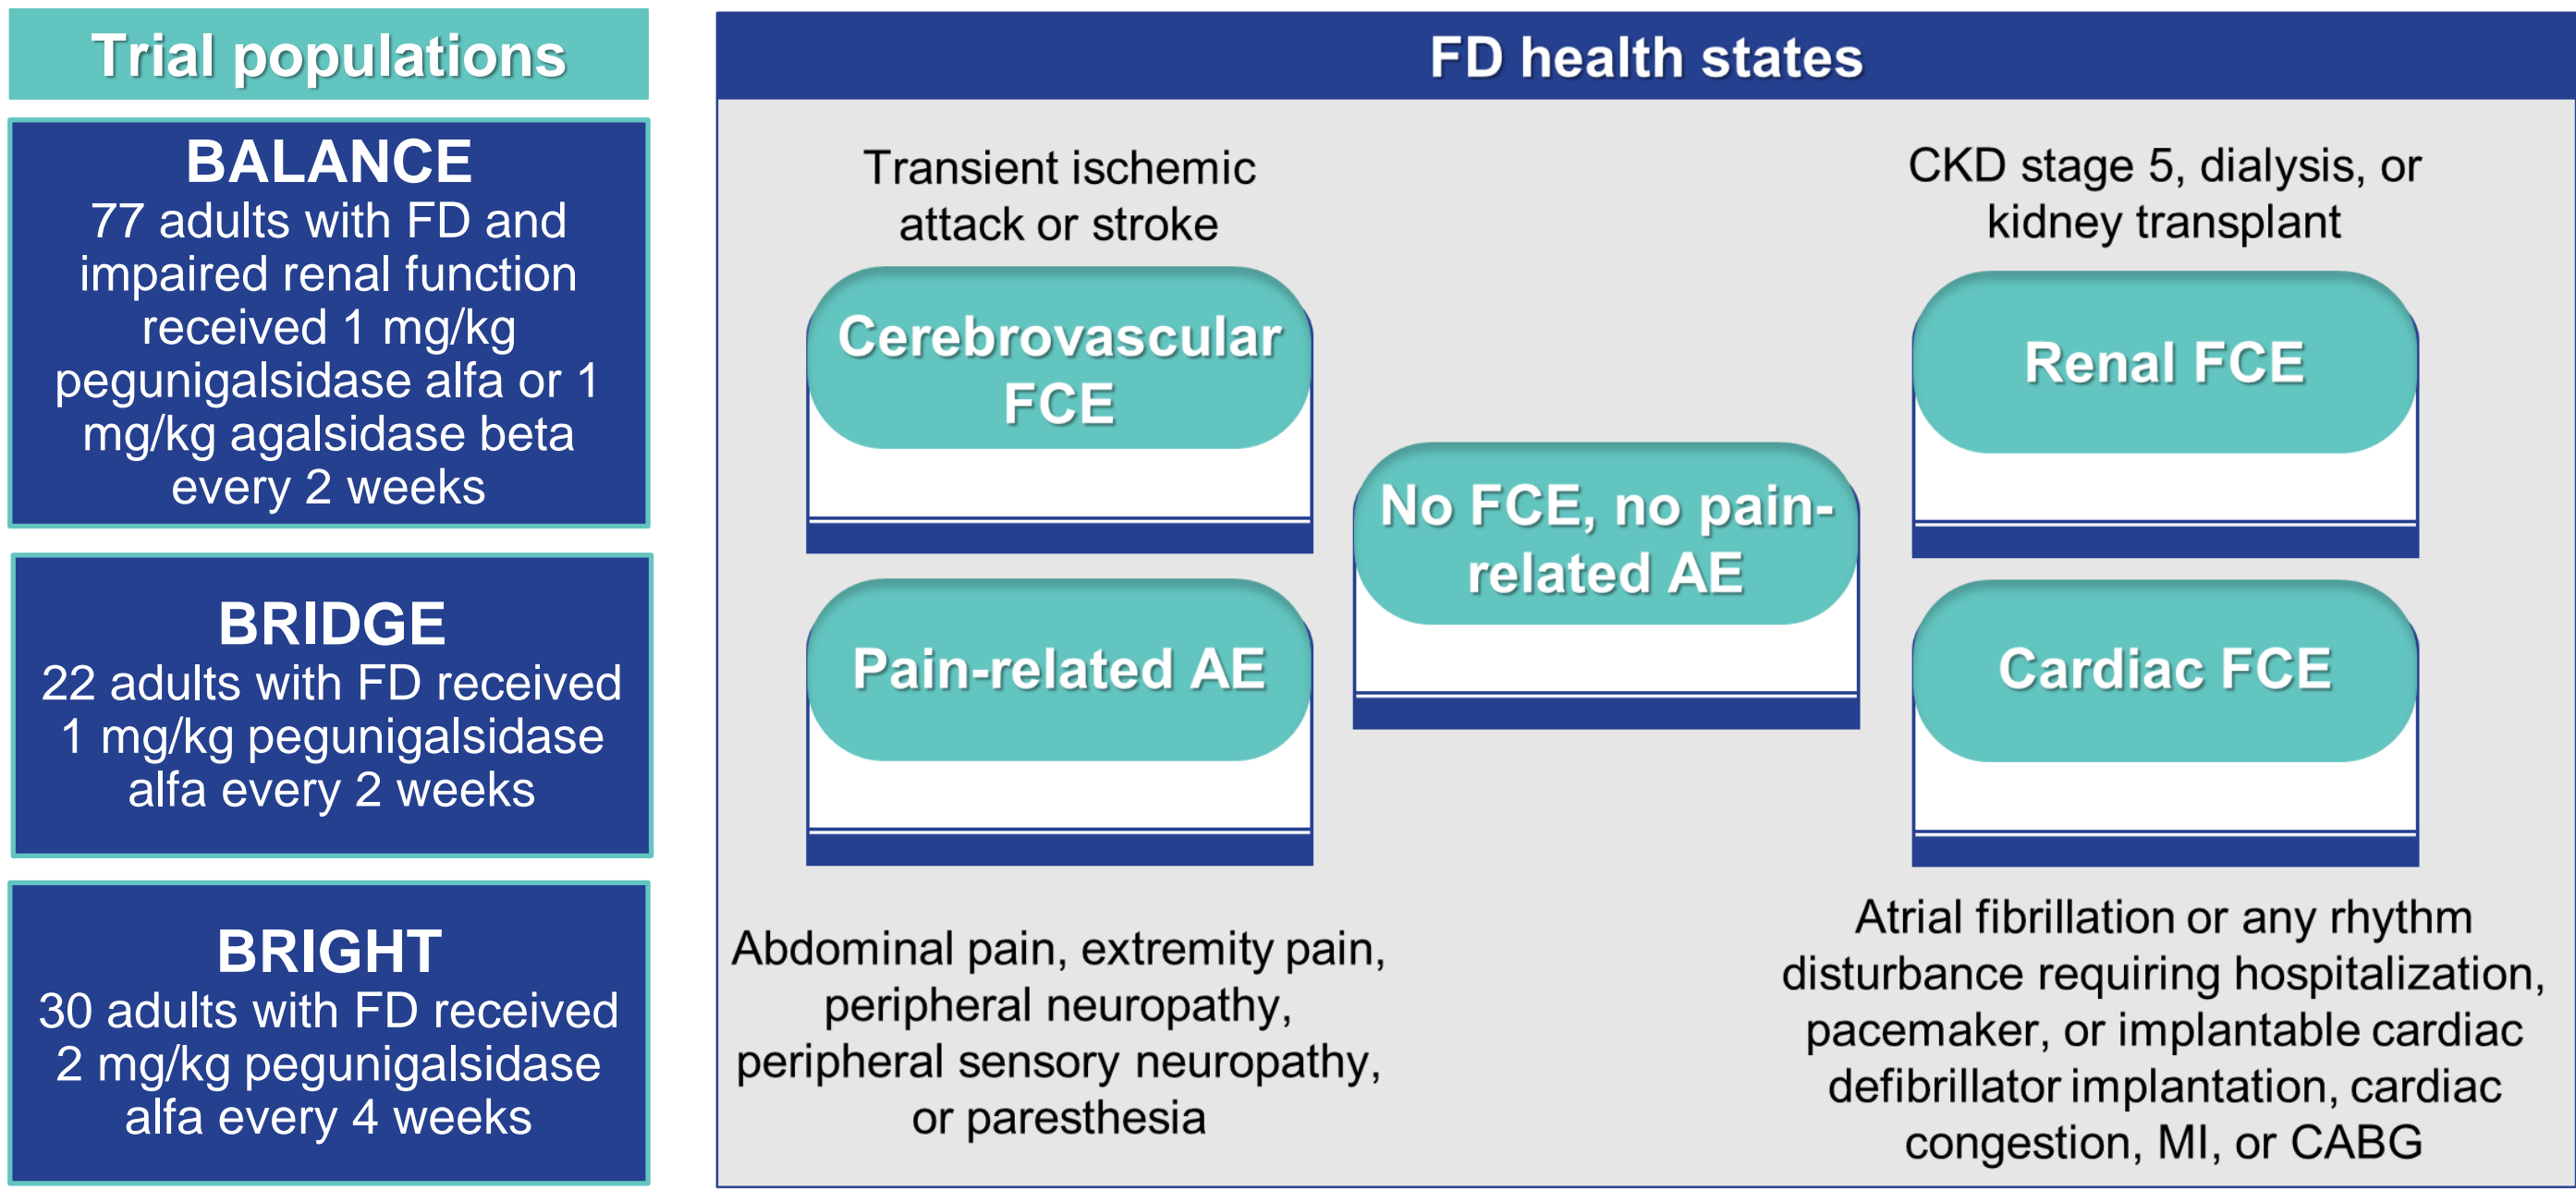 Trial populations
BALANCE
77 adults with FD and
impaired renal function
received 1 mg/kg
pegunigalsidase alfa or 1
mg/kg agalsidase beta
every 2 weeks
BRIDGE
22 adults with FD received
1 mg/kg pegunigalsidase
alfa every 2 weeks
BRIGHT
30 adults with FD received
2 mg/kg pegunigalsidase
alfa every 4 weeks
FD health states
Transient ischemic
attack or stroke
Cerebrovascular
FCE
Pain-related AE
Abdominal pain, extremity pain,
peripheral neuropathy,
peripheral sensory neuropathy,
or paresthesia
No FCE, no pain-
related AE
CKD stage 5, dialysis, or
kidney transplant
Renal FCE
Cardiac FCE
Atrial fibrillation or any rhythm
disturbance requiring hospitalization,
pacemaker, or implantable cardiac
defibrillator implantation, cardiac
congestion, MI, or CABG